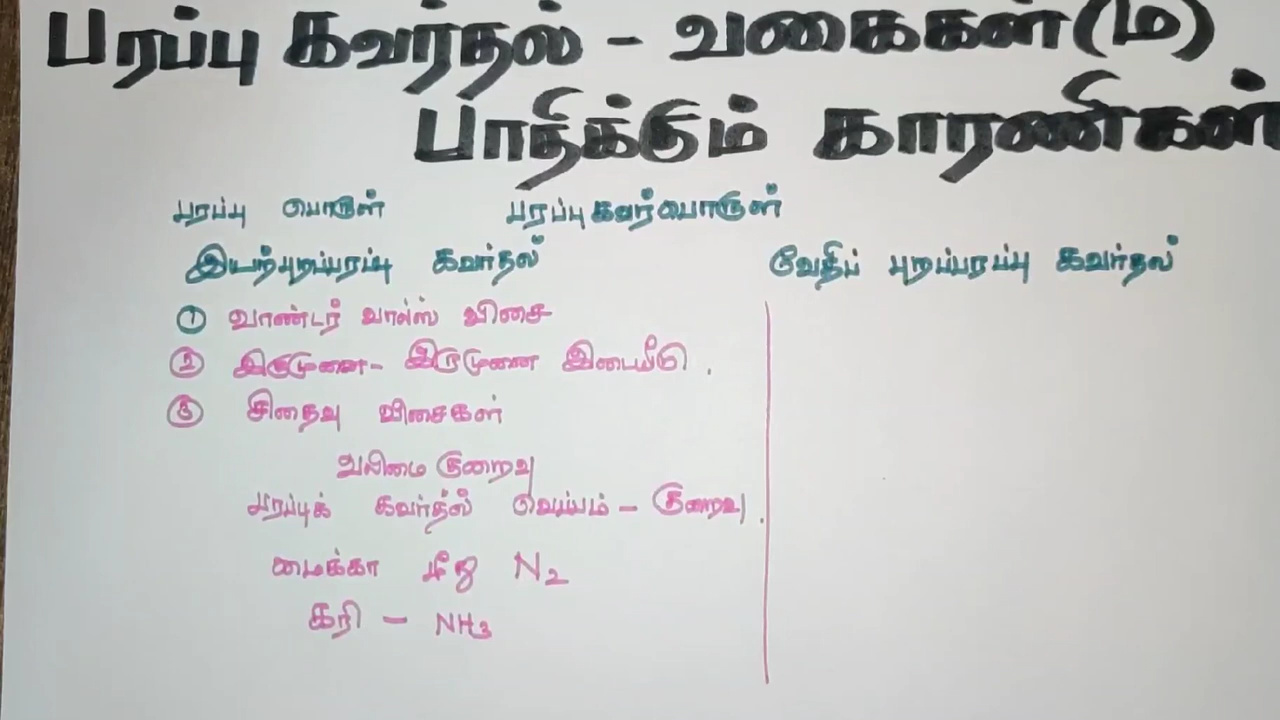 பரப்பு கவர்தல் - வகைகள்(ம)
பாதிக்கும் காரணிகள்
பரப்பு பொருள் பரப்புகவர்பொருள்
இயற்புறப்பரப்பு கவர்தல் வேதிப் புறப்பரப்பு கவர்தல்
① வாண்டர் வால்ஸ் விசை
② இருமுனை- இருமுனை இடையீடு .
③ சிதைவு விசைகள்
வலிமை குறைவு
பரப்புக் கவர்தல் வெப்பம் - குறைவு .
மைக்கா மீது N₂
கரி - NH₃